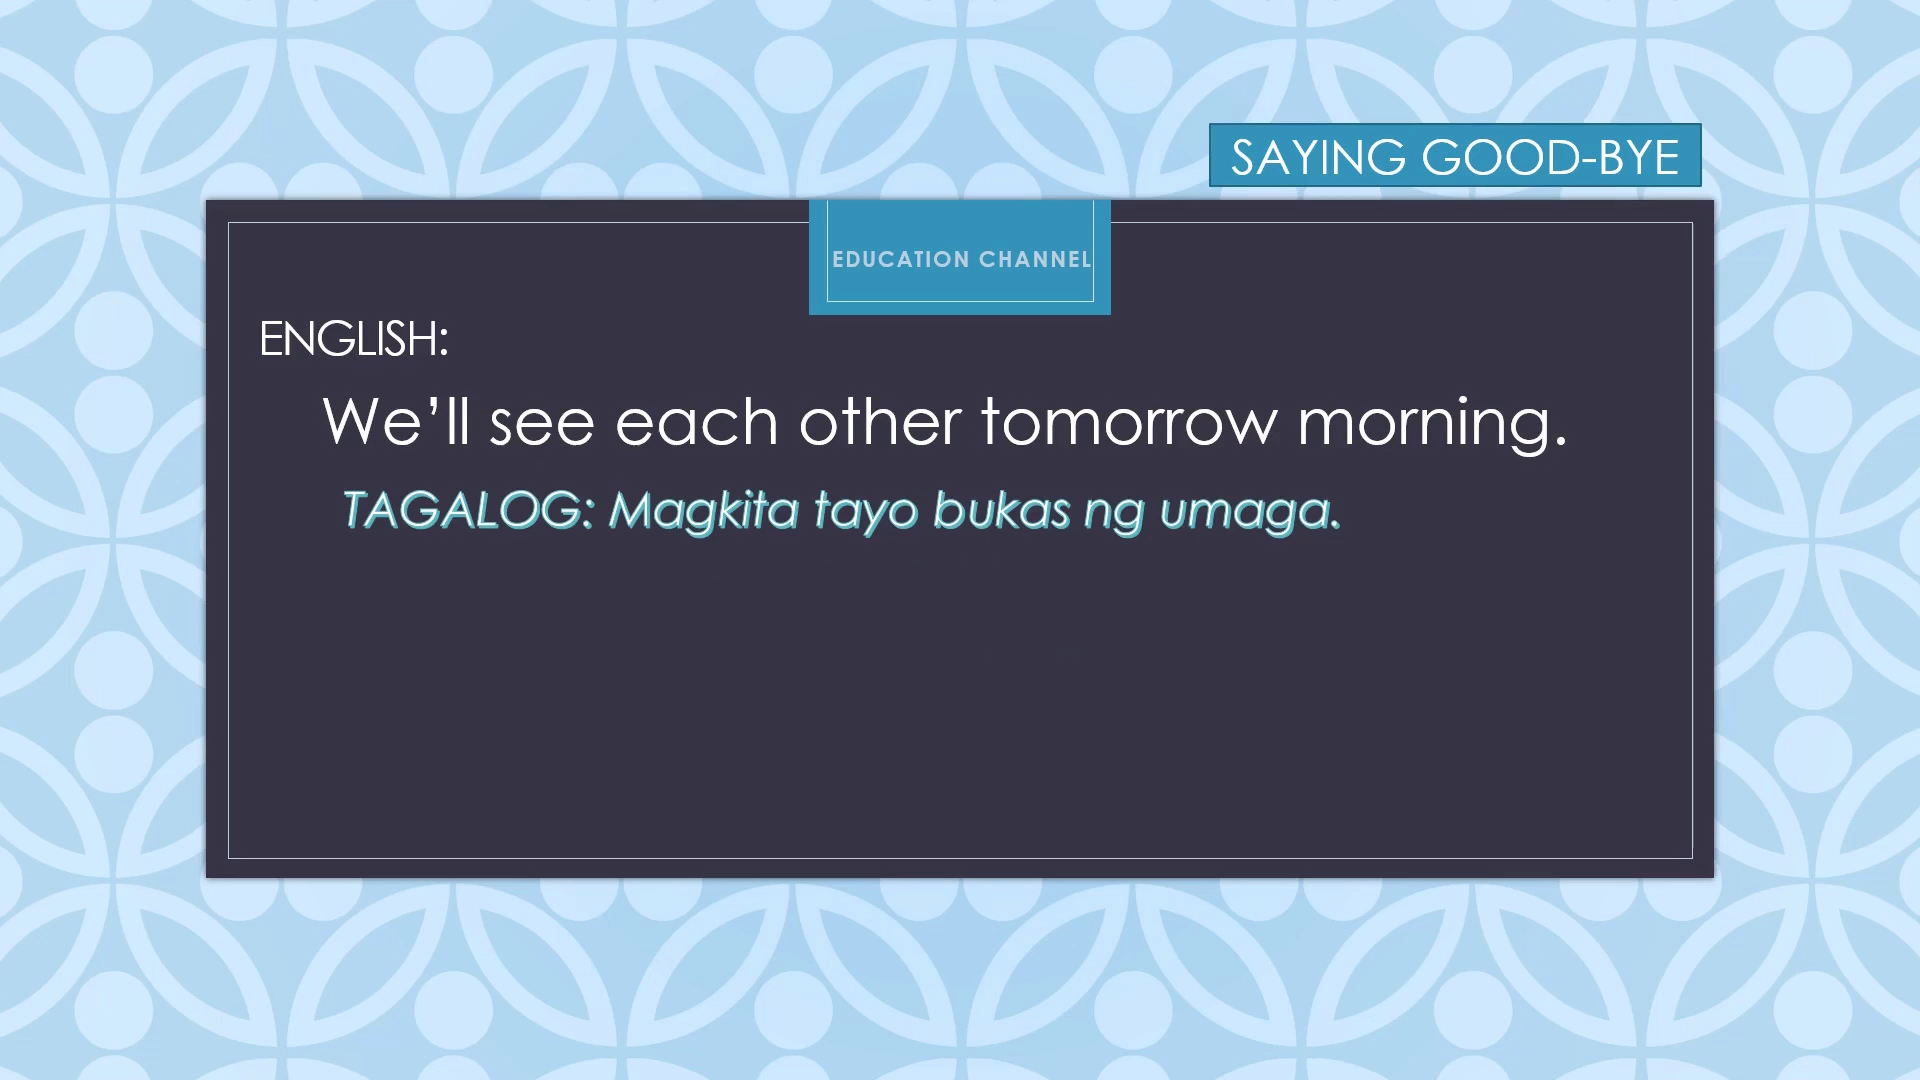 SAYING GOOD-BYE
EDUCATION CHANNEL
ENGLISH:
We’ll see each other tomorrow morning.
TAGALOG: Magkita tayo bukas ng umaga.